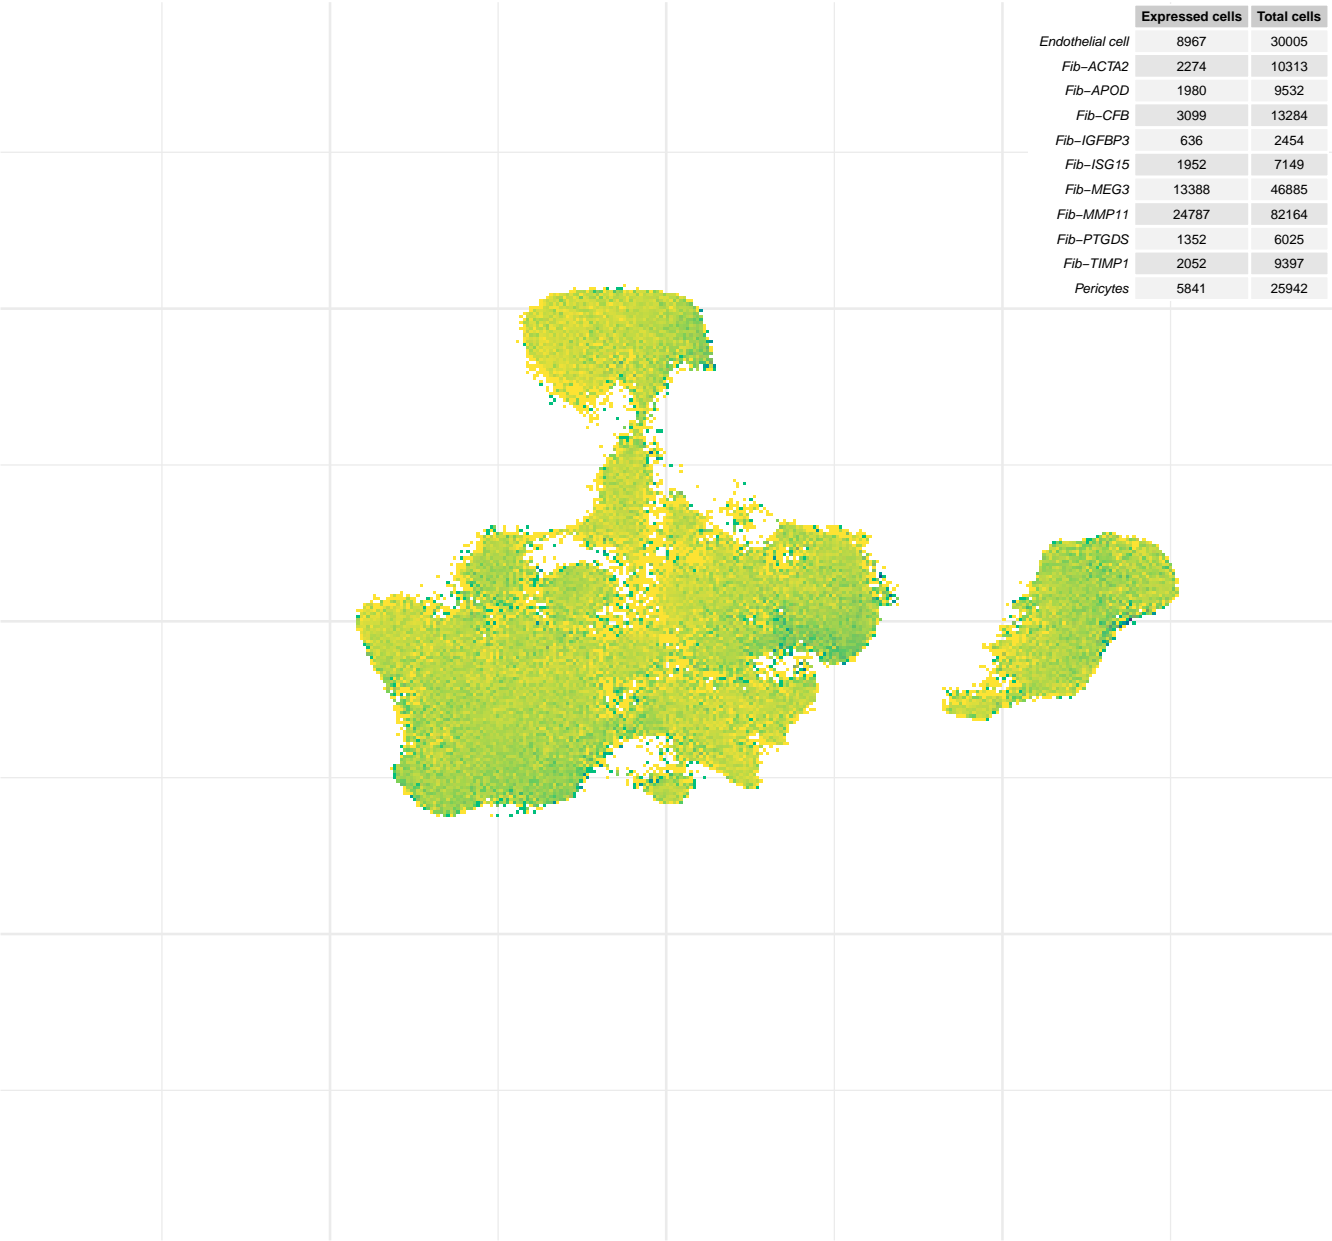 Expressed cells Total cells
Endothelial cell 8967 30005
Fib−ACTA2 2274 10313
Fib−APOD 1980 9532
Fib−CFB 3099 13284
Fib−IGFBP3 636 2454
Fib−ISG15 1952 7149
Fib−MEG3 13388 46885
Fib−MMP11 24787 82164
Fib−PTGDS 1352 6025
Fib−TIMP1 2052 9397
Pericytes 5841 25942